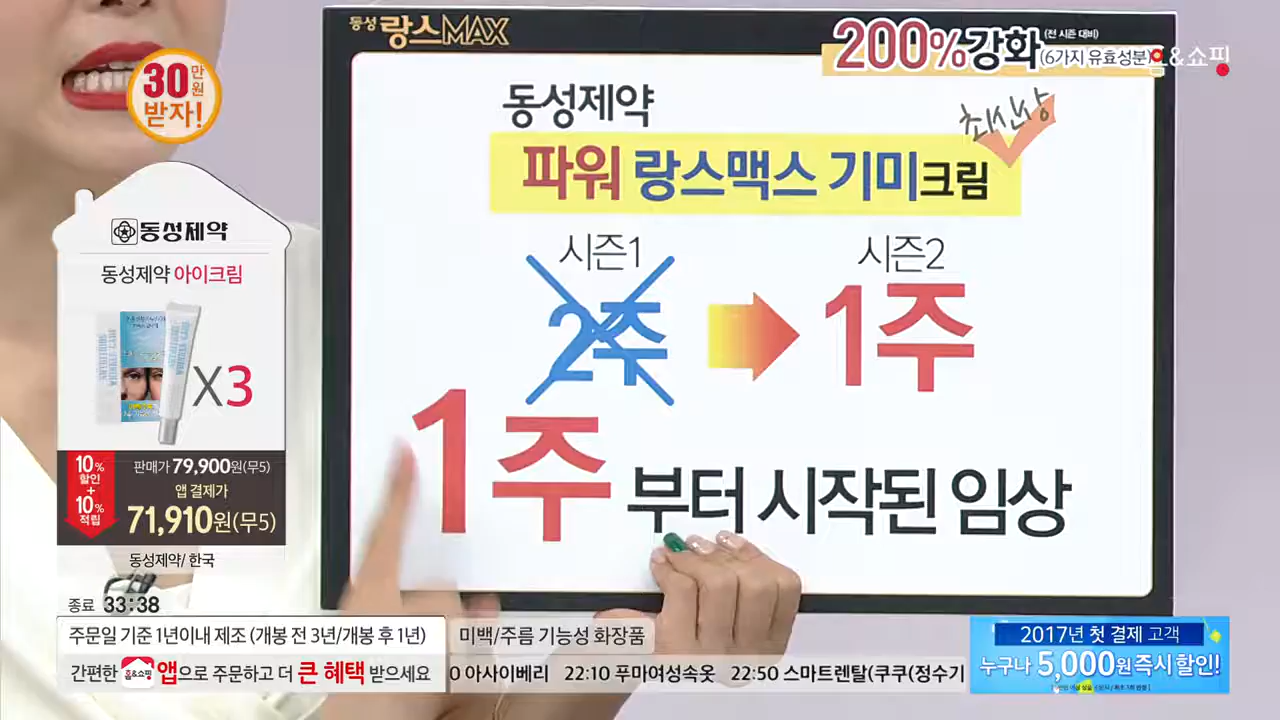 동성 랑스MAX
200%강화
(전 시즌 대비)
(6가지 유효성분)
홈&쇼핑
30만원
받자!
동성제약
최신상
파워 랑스맥스 기미크림
시즌1
시즌2
2주
1주
1주 부터 시작된 임상
동성제약
동성제약 아이크림
X3
10% 할인
+
10% 적립
판매가 79,900원(무5)
앱 결제가
71,910원(무5)
동성제약/ 한국
종료 33:38
주문일 기준 1년이내 제조 (개봉 전 3년/개봉 후 1년)
미백/주름 기능성 화장품
간편한 홈&쇼핑 앱으로 주문하고 더 큰 혜택 받으세요
0 아사이베리 22:10 푸마여성속옷 22:50 스마트렌탈(쿠쿠(정수기
2017년 첫 결제 고객
누구나 5,000원 즉시 할인!